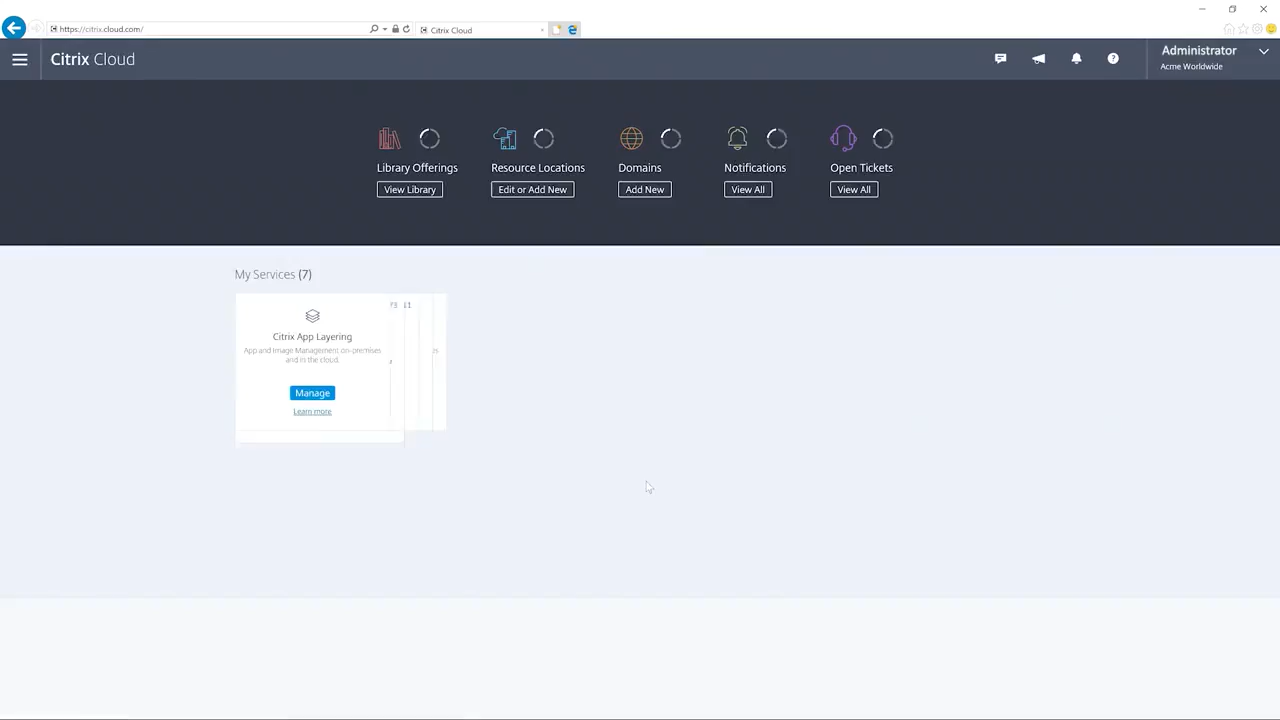 https://citrix.cloud.com/
Citrix Cloud
Citrix Cloud
Administrator
Acme Worldwide
Library Offerings
View Library
Resource Locations
Edit or Add New
Domains
Add New
Notifications
View All
Open Tickets
View All
My Services (7)
Citrix App Layering
App and Image Management on-premises
and in the cloud.
Manage
Learn more